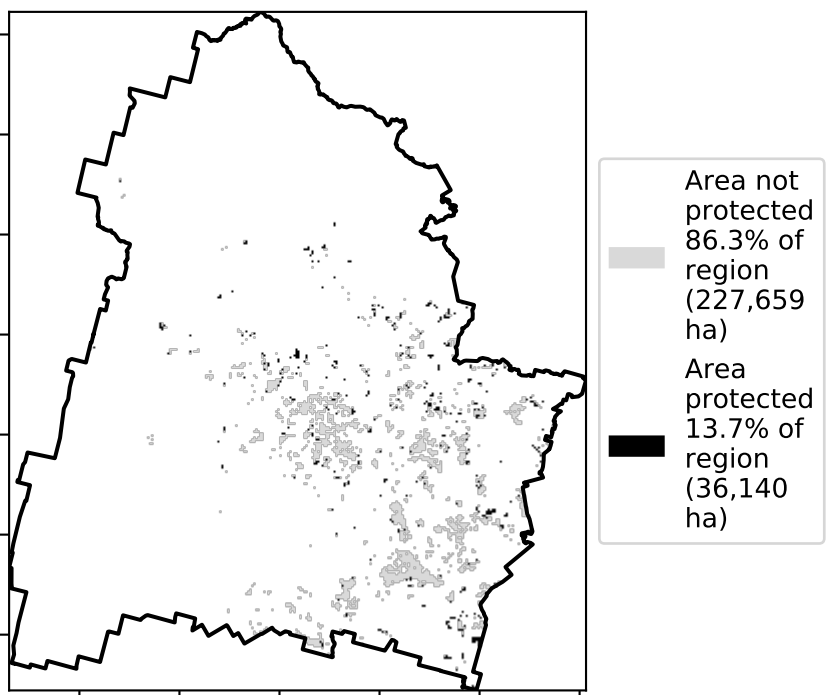 Area not
protected
86.3% of
region
(227,659
ha)
Area
protected
13.7% of
region
(36,140
ha)